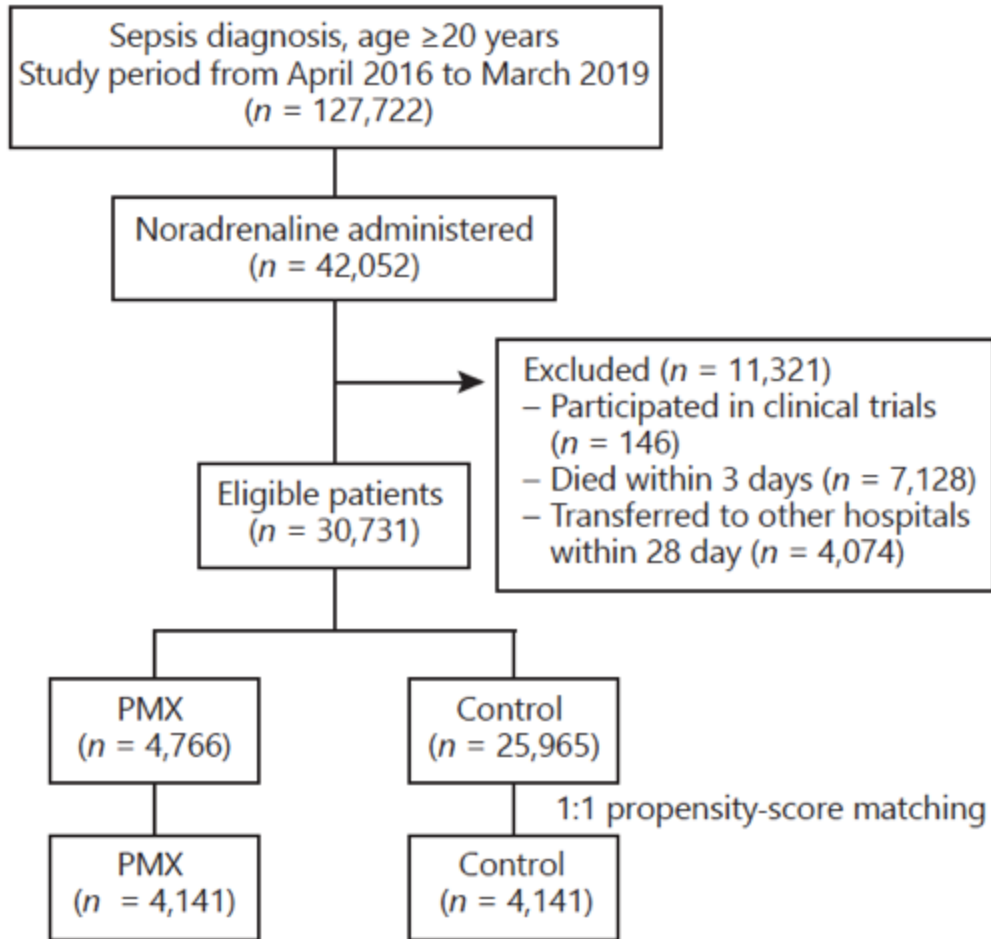 Sepsis diagnosis, age ≥20 years
Study period from April 2016 to March 2019
(n = 127,722)
Noradrenaline administered
(n = 42,052)
Excluded (n = 11,321)
– Participated in clinical trials
(n = 146)
– Died within 3 days (n = 7,128)
– Transferred to other hospitals
within 28 day (n = 4,074)
Eligible patients
(n = 30,731)
PMX
(n = 4,766)
Control
(n = 25,965)
1:1 propensity-score matching
PMX
(n = 4,141)
Control
(n = 4,141)